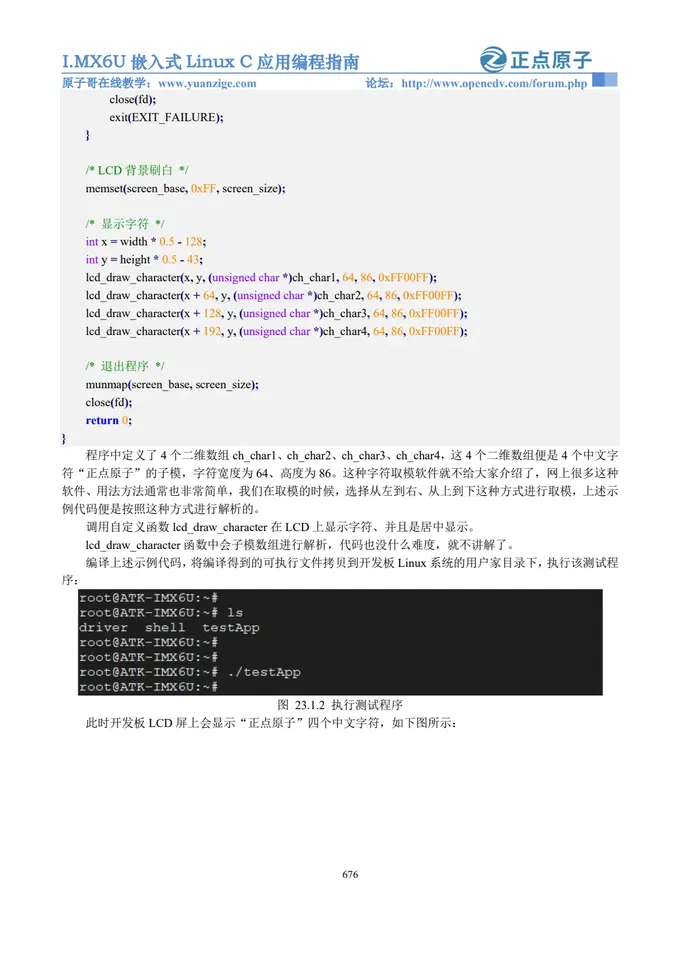 I.MX6U 嵌入式 Linux C 应用编程指南
正点原子
原子哥在线教学：www.yuanzige.com 论坛：http://www.openedv.com/forum.php
close(fd);
exit(EXIT_FAILURE);
}
/* LCD 背景刷白 */
memset(screen_base, 0xFF, screen_size);
/* 显示字符 */
int x = width * 0.5 - 128;
int y = height * 0.5 - 43;
lcd_draw_character(x, y, (unsigned char *)ch_char1, 64, 86, 0xFF00FF);
lcd_draw_character(x + 64, y, (unsigned char *)ch_char2, 64, 86, 0xFF00FF);
lcd_draw_character(x + 128, y, (unsigned char *)ch_char3, 64, 86, 0xFF00FF);
lcd_draw_character(x + 192, y, (unsigned char *)ch_char4, 64, 86, 0xFF00FF);
/* 退出程序 */
munmap(screen_base, screen_size);
close(fd);
return 0;
}
程序中定义了 4 个二维数组 ch_char1、ch_char2、ch_char3、ch_char4，这 4 个二维数组便是 4 个中文字
符“正点原子”的子模，字符宽度为 64、高度为 86。这种字符取模软件就不给大家介绍了，网上很多这种
软件、用法方法通常也非常简单，我们在取模的时候，选择从左到右、从上到下这种方式进行取模，上述示
例代码便是按照这种方式进行解析的。
调用自定义函数 lcd_draw_character 在 LCD 上显示字符、并且是居中显示。
lcd_draw_character 函数中会子模数组进行解析，代码也没什么难度，就不讲解了。
编译上述示例代码，将编译得到的可执行文件拷贝到开发板 Linux 系统的用户家目录下，执行该测试程
序：
root@ATK-IMX6U:~#
root@ATK-IMX6U:~# ls
driver shell testApp
root@ATK-IMX6U:~#
root@ATK-IMX6U:~#
root@ATK-IMX6U:~# ./testApp
root@ATK-IMX6U:~#
图 23.1.2 执行测试程序
此时开发板 LCD 屏上会显示“正点原子”四个中文字符，如下图所示：
676